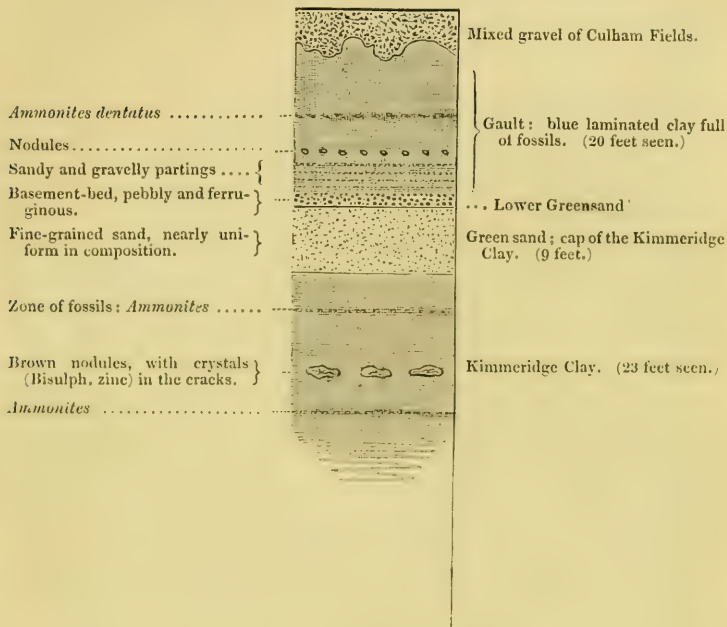 Mixed gravel of Culham Fields.
Ammonites dentatus ............
Nodules......................
Sandy and gravelly partings ....
Basement-bed, pebbly and ferru-
ginous.
Fine-grained sand, nearly uni-
form in composition.
Zone of fossils: Ammonites ......
Brown nodules, with crystals
(Bisulph. zinc) in the cracks.
Ammonites ....................
Gault: blue laminated clay full
of fossils. (20 feet seen.)
... Lower Greensand
Green sand; cap of the Kimmeridge
Clay. (9 feet.)
Kimmeridge Clay. (23 feet seen.)